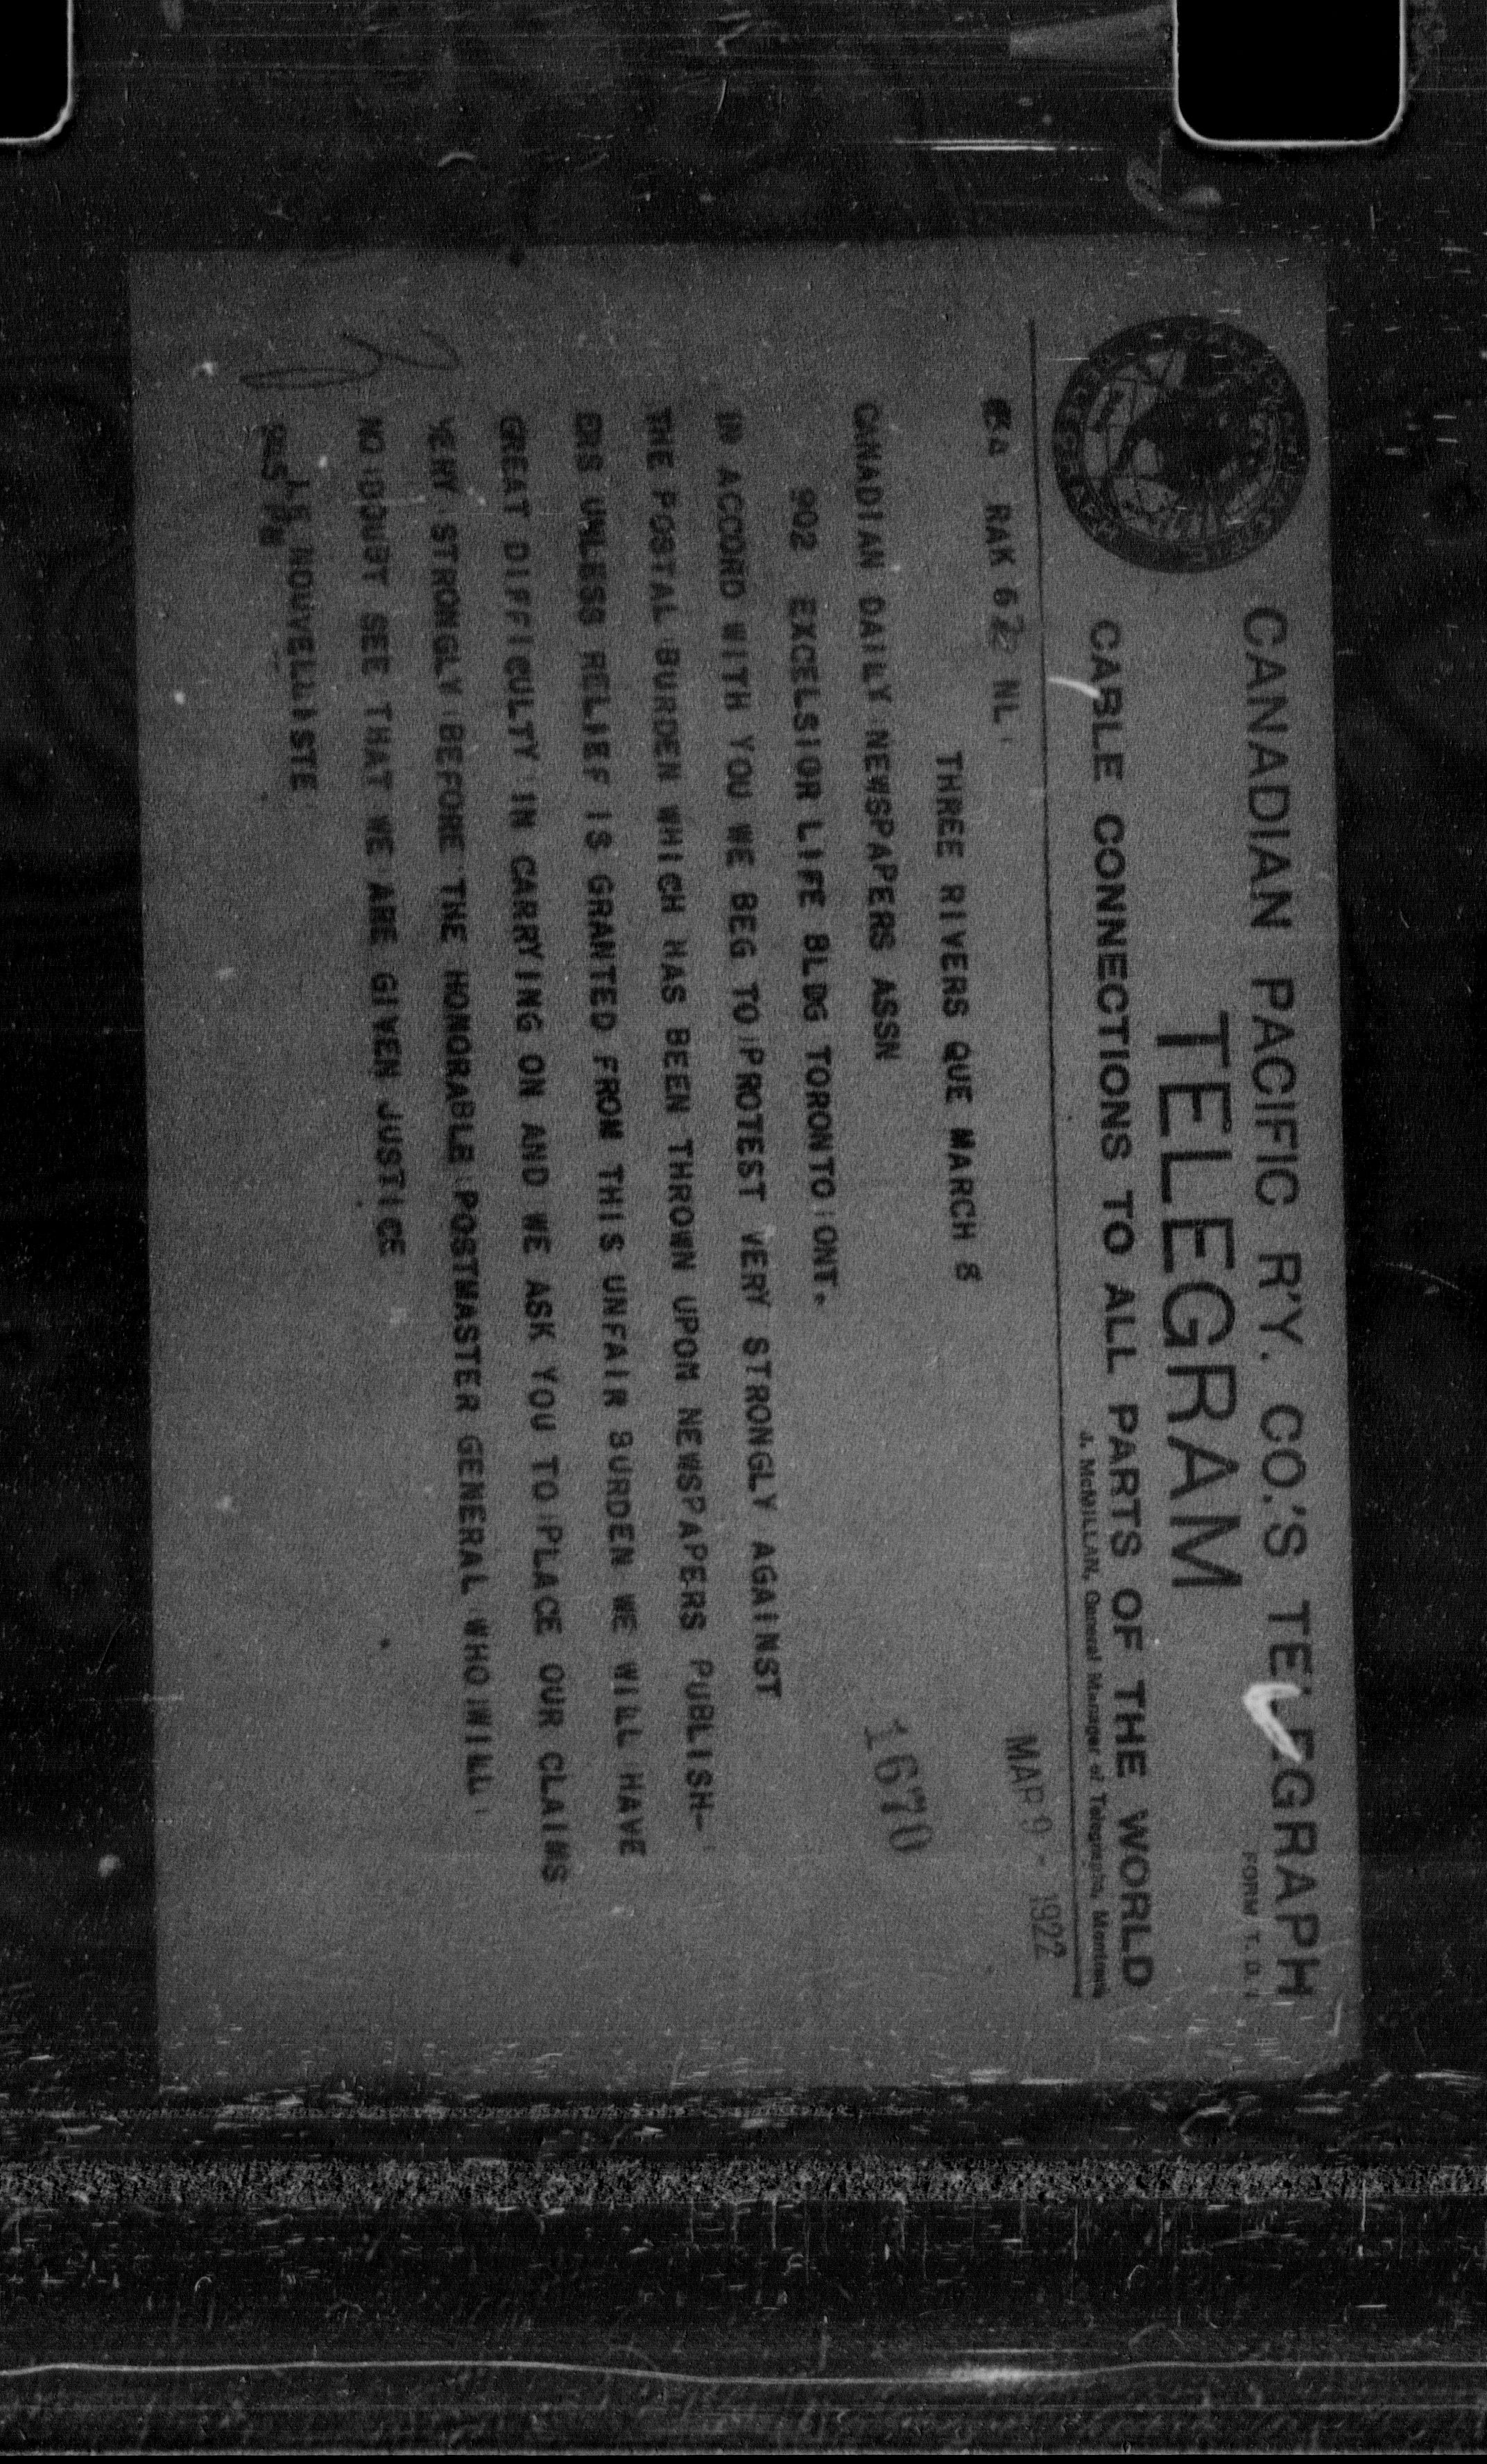 CANADIAN PACIFIC R'Y. CO.'S TELEGRAPH
TELEGRAM
FORM T. D. 1
CABLE CONNECTIONS TO ALL PARTS OF THE WORLD
J. McMILLAN, General Manager of Telegraphs, Montreal
RAK 62 NL
MAR 9 - 1922
THREE RIVERS QUE MARCH 8
1670
CANADIAN DAILY NEWSPAPERS ASSN
902 EXCELSIOR LIFE BLDG TORONTO ONT.
IN ACCORD WITH YOU WE BEG TO PROTEST VERY STRONGLY AGAINST
THE POSTAL BURDEN WHICH HAS BEEN THROWN UPON NEWSPAPERS PUBLISH-
ERS UNLESS RELIEF IS GRANTED FROM THIS UNFAIR BURDEN WE WILL HAVE
GREAT DIFFICULTY IN CARRYING ON AND WE ASK YOU TO PLACE OUR CLAIMS
VERY STRONGLY BEFORE THE HONORABLE POSTMASTER GENERAL WHO WILL
NO DOUBT SEE THAT WE ARE GIVEN JUSTICE
LE NOUVELLISTE